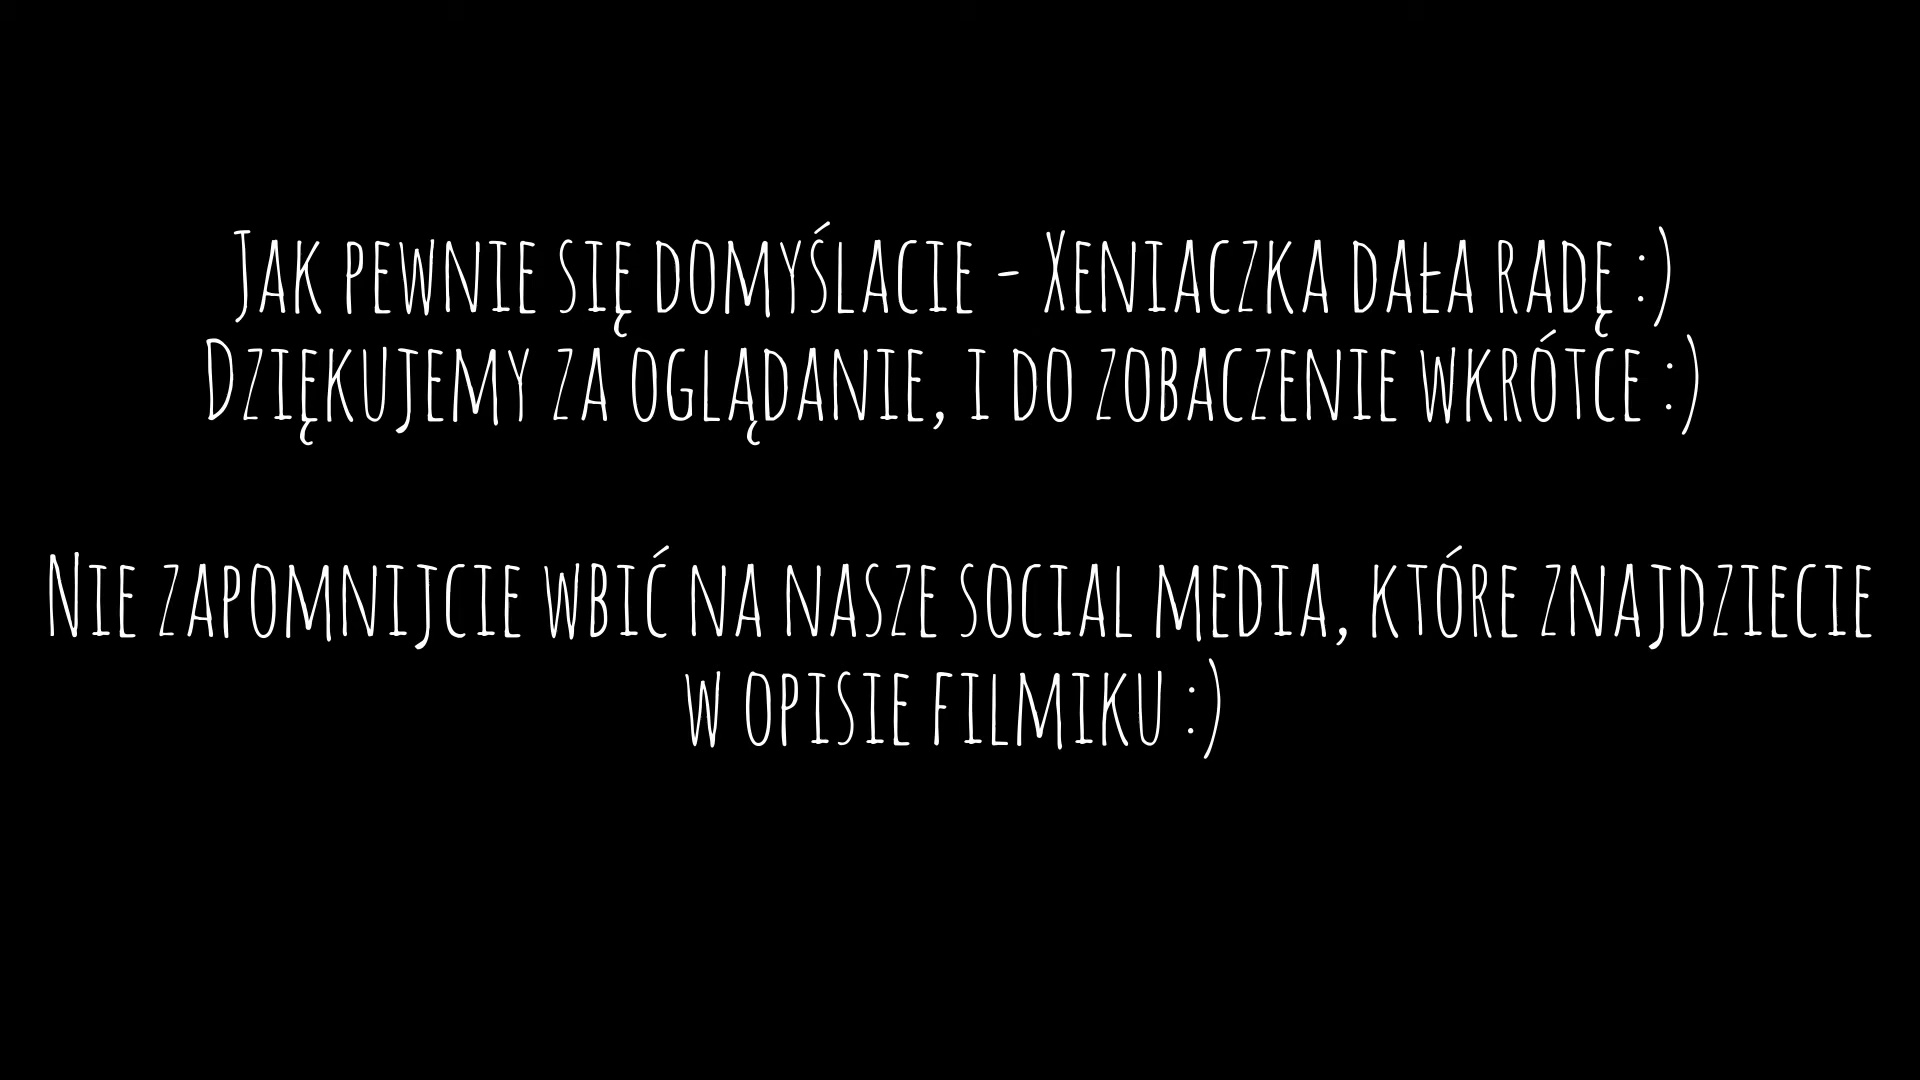 Jak pewnie się domyślacie - Xeniaczka dała radę :)
Dziękujemy za oglądanie, i do zobaczenie wkrótce :)
Nie zapomnijcie wbić na nasze social media, które znajdziecie
w opisie filmiku :)